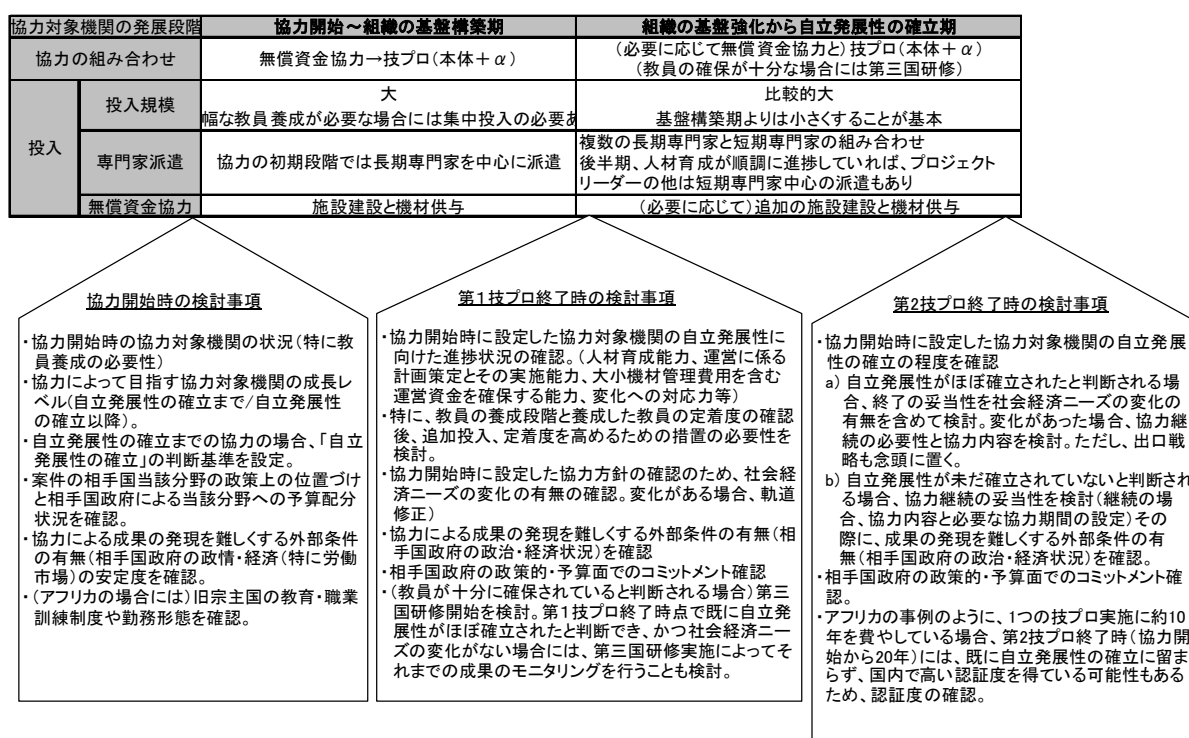 協力対象機関の発展段階 協力開始～組織の基盤構築期 組織の基盤強化から自立発展性の確立期
協力の組み合わせ 無償資金協力→技プロ(本体＋α) (必要に応じて無償資金協力と)技プロ(本体＋α)
(教員の確保が十分な場合には第三国研修)
投入 投入規模 大 比較的大
幅な教員養成が必要な場合には集中投入の必要 基盤構築期よりは小さくすることが基本
専門家派遣 協力の初期段階では長期専門家を中心に派遣 複数の長期専門家と短期専門家の組み合わせ
後半期、人材育成が順調に進捗していれば、プロジェクト
リーダーの他は短期専門家中心の派遣もあり
無償資金協力 施設建設と機材供与 (必要に応じて)追加の施設建設と機材供与
協力開始時の検討事項
・協力開始時の協力対象機関の状況(特に教
員養成の必要性)
・協力によって目指す協力対象機関の成長レ
ベル(自立発展性の確立まで/自立発展性
の確立以降)。
・自立発展性の確立までの協力の場合、「自立
発展性の確立」の判断基準を設定。
・案件の相手国当該分野の政策上の位置づけ
と相手国政府による当該分野への予算配分
状況を確認。
・協力による成果の発現を難しくする外部条件
の有無(相手国政府の政情・経済(特に労働
市場)の安定度を確認。
・(アフリカの場合には)旧宗主国の教育・職業
訓練制度や勤務形態を確認。
第1技プロ終了時の検討事項
・協力開始時に設定した協力対象機関の自立発展性に
向けた進捗状況の確認。(人材育成能力、運営に係る
計画策定とその実施能力、大小機材管理費用を含む
運営資金を確保する能力、変化への対応力等)
・特に、教員の養成段階と養成した教員の定着度の確認
後、追加投入、定着度を高めるための措置の必要性を
検討。
・協力開始時に設定した協力方針の確認のため、社会経
済ニーズの変化の有無の確認。変化がある場合、軌道
修正)
・協力による成果の発現を難しくする外部条件の有無(相
手国政府の政治・経済状況)を確認
・相手国政府の政策的・予算面でのコミットメント確認
・(教員が十分に確保されていると判断される場合)第三
国研修開始を検討。第1技プロ終了時点で既に自立発
展性がほぼ確立されたと判断でき、かつ社会経済ニー
ズの変化がない場合には、第三国研修実施によってそ
れまでの成果のモニタリングを行うことも検討。
第2技プロ終了時の検討事項
・協力開始時に設定した協力対象機関の自立発展
性の確立の程度を確認
a) 自立発展性がほぼ確立されたと判断される場
合、終了の妥当性を社会経済ニーズの変化の
有無を含めて検討。変化があった場合、協力継
続の必要性と協力内容を検討。ただし、出口戦
略も念頭に置く。
b) 自立発展性が未だ確立されていないと判断され
る場合、協力継続の妥当性を検討(継続の場
合、協力内容と必要な協力期間の設定)その
際に、成果の発現を難しくする外部条件の有
無(相手国政府の政治・経済状況)を確認。
・相手国政府の政策的・予算面でのコミットメント確
認。
・アフリカの事例のように、1つの技プロ実施に約10
年を費やしている場合、第2技プロ終了時(協力開
始から20年)には、既に自立発展性の確立に留ま
らず、国内で高い認証度を得ている可能性もある
ため、認証度の確認。